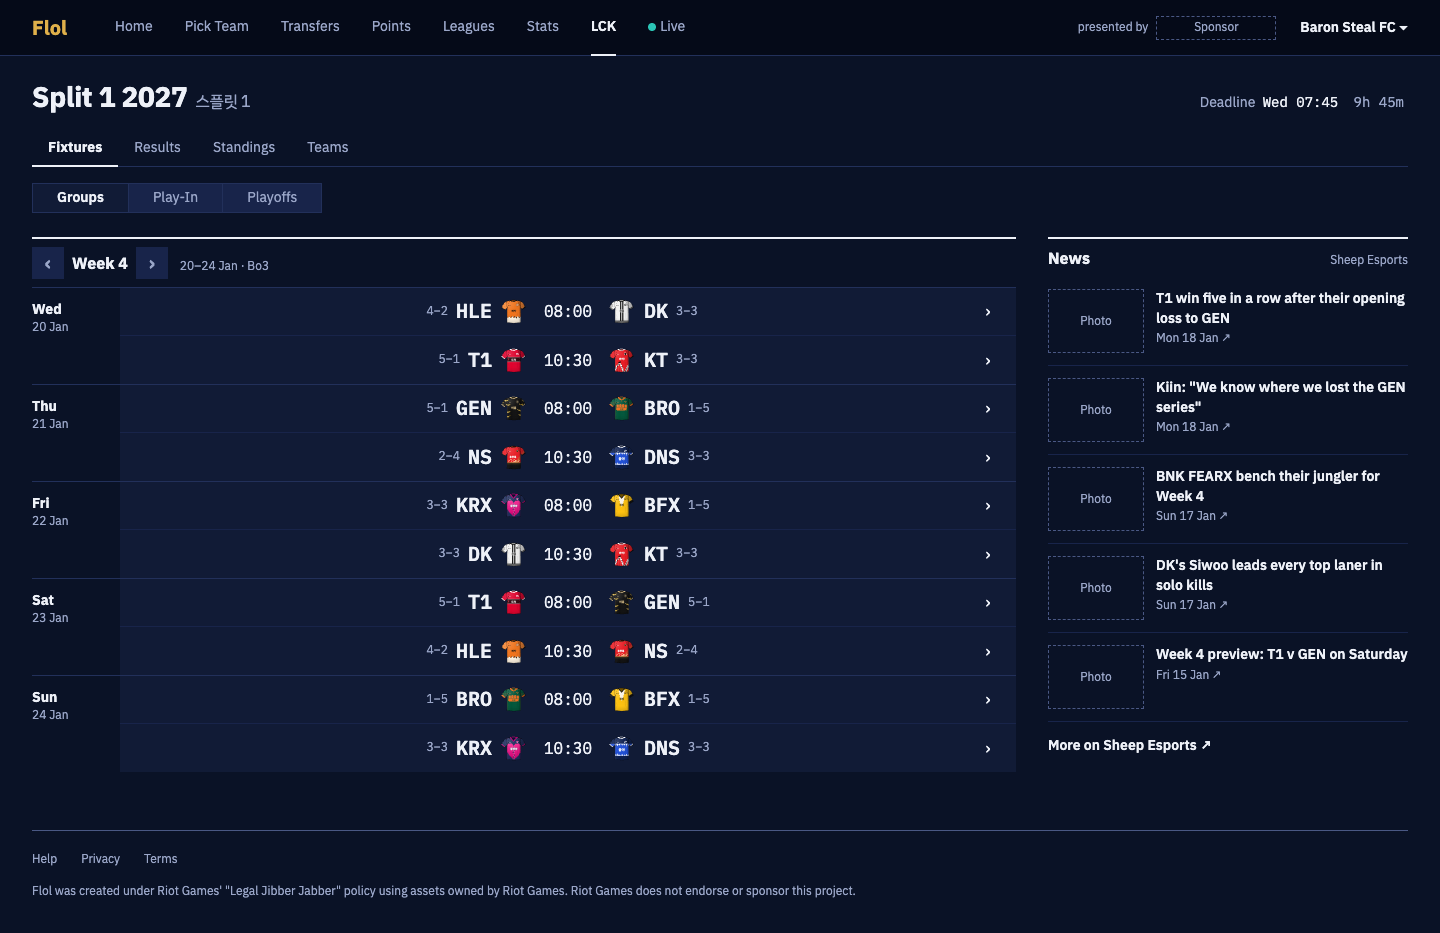 Flol Home Pick Team Transfers Points Leagues Stats LCK Live presented by Sponsor Baron Steal FC
Split 1 2027 스플릿 1
Deadline Wed 07:45 9h 45m
Fixtures Results Standings Teams
Groups Play-In Playoffs
‹ Week 4 › 20–24 Jan · Bo3
Wed
20 Jan
4–2 HLE 08:00 DK 3–3 ›
5–1 T1 10:30 KT 3–3 ›
Thu
21 Jan
5–1 GEN 08:00 BRO 1–5 ›
2–4 NS 10:30 DNS 3–3 ›
Fri
22 Jan
3–3 KRX 08:00 BFX 1–5 ›
3–3 DK 10:30 KT 3–3 ›
Sat
23 Jan
5–1 T1 08:00 GEN 5–1 ›
4–2 HLE 10:30 NS 2–4 ›
Sun
24 Jan
1–5 BRO 08:00 BFX 1–5 ›
3–3 KRX 10:30 DNS 3–3 ›
News Sheep Esports
Photo
T1 win five in a row after their opening
loss to GEN
Mon 18 Jan ↗
Photo
Kiin: "We know where we lost the GEN
series"
Mon 18 Jan ↗
Photo
BNK FEARX bench their jungler for
Week 4
Sun 17 Jan ↗
Photo
DK's Siwoo leads every top laner in
solo kills
Sun 17 Jan ↗
Photo
Week 4 preview: T1 v GEN on Saturday
Fri 15 Jan ↗
More on Sheep Esports ↗
Help Privacy Terms
Flol was created under Riot Games' "Legal Jibber Jabber" policy using assets owned by Riot Games. Riot Games does not endorse or sponsor this project.